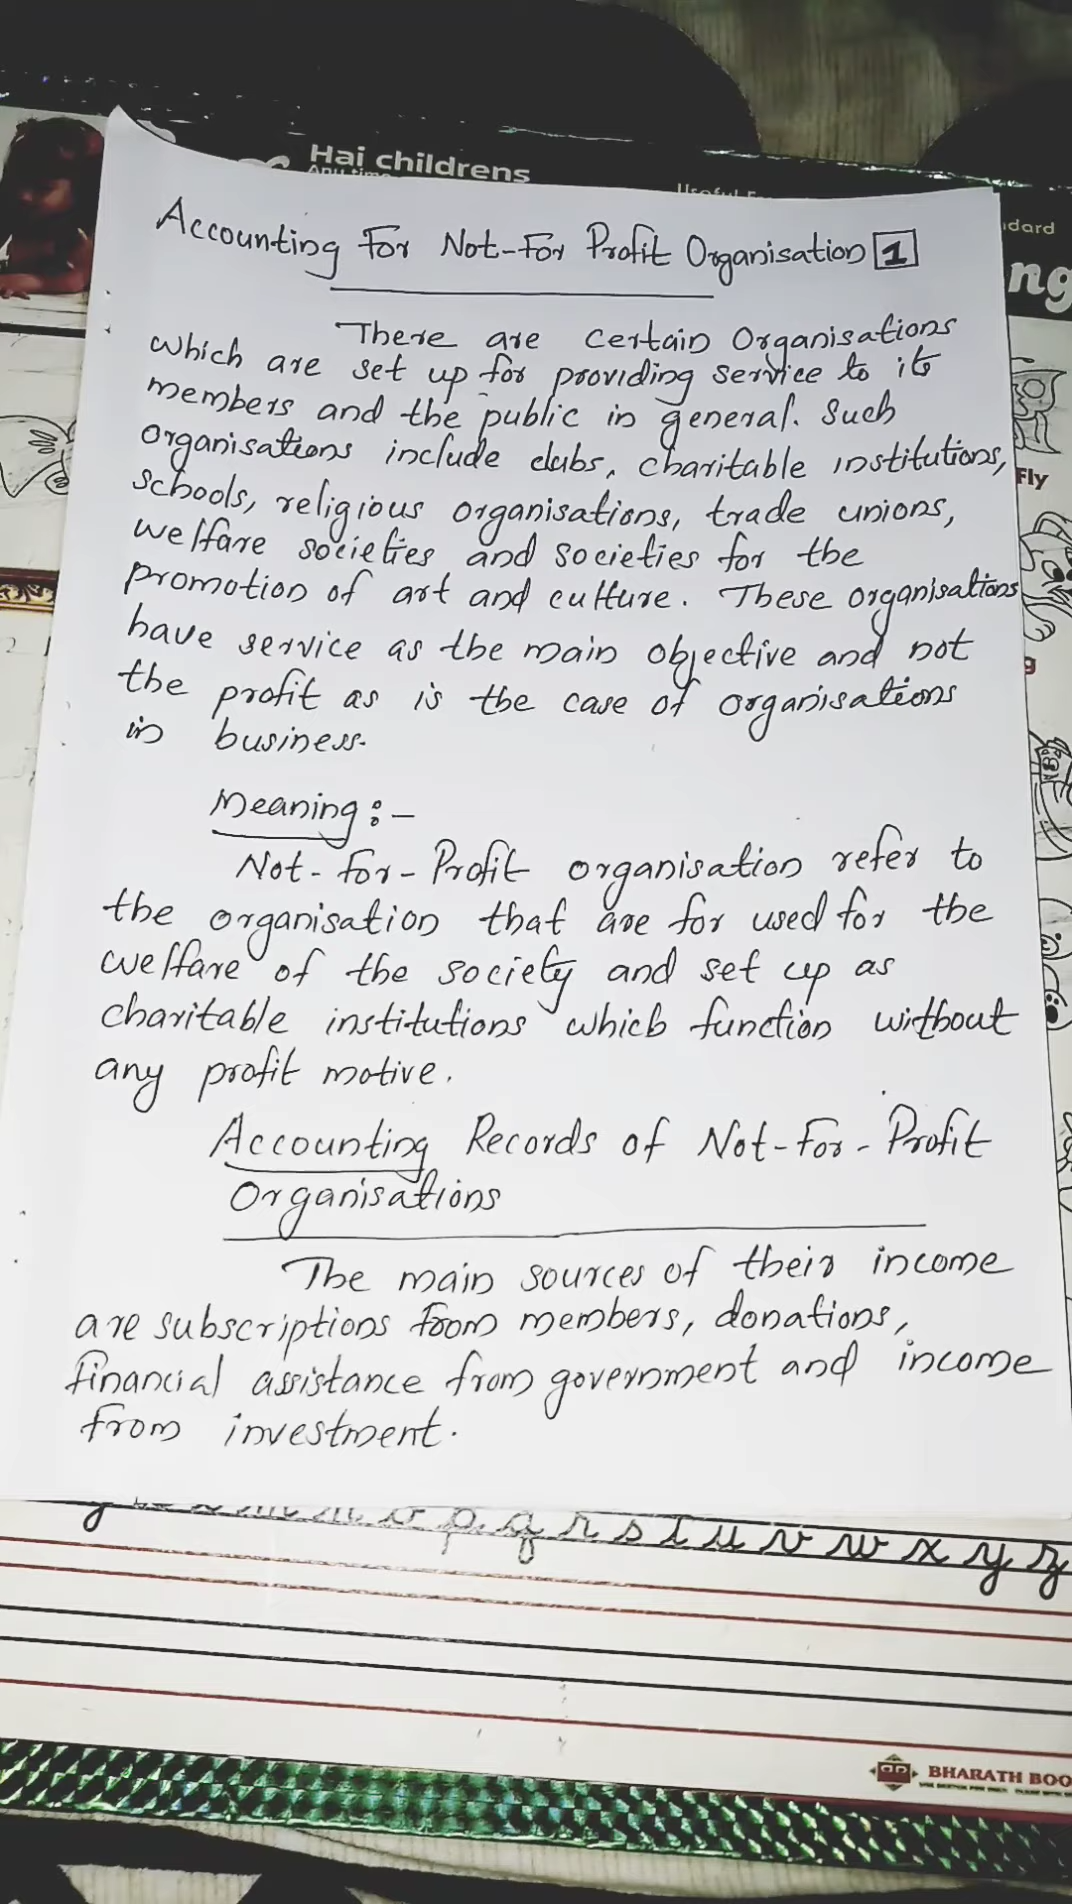 Hai childrens
Accounting For Not-For Profit Organisation 1
There are certain Organisations
which are set up for providing service to its
members and the public in general. Such
organisations include clubs, charitable institutions,
schools, religious organisations, trade unions,
welfare societies and societies for the
promotion of art and culture. These organisations
have service as the main objective and not
the profit as is the case of organisations
in business.
Meaning :-
Not-for-Profit organisation refer to
the organisation that are for used for the
welfare of the society and set up as
charitable institutions which function without
any profit motive.
Accounting Records of Not-For-Profit
Organisations
The main sources of their income
are subscriptions from members, donations,
financial assistance from government and income
from investment.
Fly
p q r s t u v w x y z
BHARATH BOO